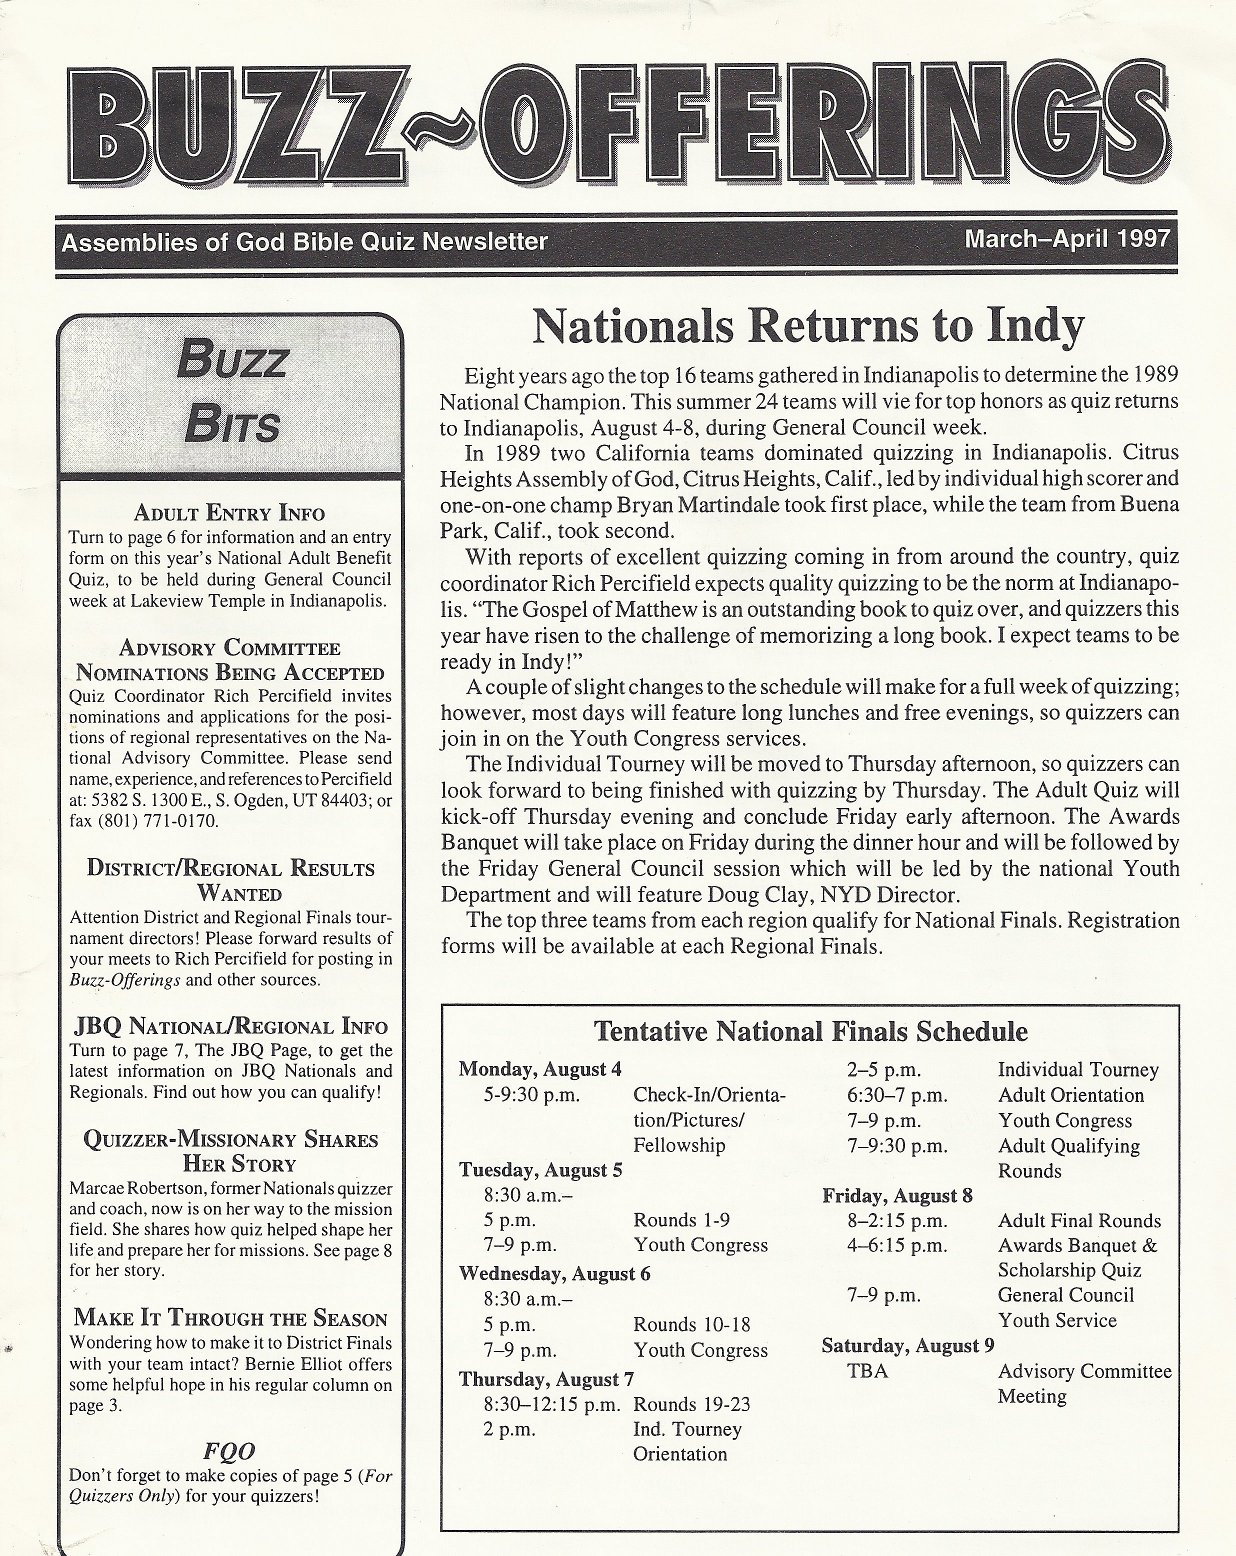 BUZZ~OFFERINGS
Assemblies of God Bible Quiz Newsletter
March–April 1997
BUZZ
BITS
ADULT ENTRY INFO
Turn to page 6 for information and an entry
form on this year's National Adult Benefit
Quiz, to be held during General Council
week at Lakeview Temple in Indianapolis.
ADVISORY COMMITTEE
NOMINATIONS BEING ACCEPTED
Quiz Coordinator Rich Percifield invites
nominations and applications for the posi-
tions of regional representatives on the Na-
tional Advisory Committee. Please send
name, experience, and references to Percifield
at: 5382 S. 1300 E., S. Ogden, UT 84403; or
fax (801) 771-0170.
DISTRICT/REGIONAL RESULTS
WANTED
Attention District and Regional Finals tour-
nament directors! Please forward results of
your meets to Rich Percifield for posting in
Buzz-Offerings and other sources.
JBQ NATIONAL/REGIONAL INFO
Turn to page 7, The JBQ Page, to get the
latest information on JBQ Nationals and
Regionals. Find out how you can qualify!
QUIZZER-MISSIONARY SHARES
HER STORY
Marcae Robertson, former Nationals quizzer
and coach, now is on her way to the mission
field. She shares how quiz helped shape her
life and prepare her for missions. See page 8
for her story.
MAKE IT THROUGH THE SEASON
Wondering how to make it to District Finals
with your team intact? Bernie Elliot offers
some helpful hope in his regular column on
page 3.
FQO
Don't forget to make copies of page 5 (For
Quizzers Only) for your quizzers!
Nationals Returns to Indy
Eight years ago the top 16 teams gathered in Indianapolis to determine the 1989
National Champion. This summer 24 teams will vie for top honors as quiz returns
to Indianapolis, August 4-8, during General Council week.
In 1989 two California teams dominated quizzing in Indianapolis. Citrus
Heights Assembly of God, Citrus Heights, Calif., led by individual high scorer and
one-on-one champ Bryan Martindale took first place, while the team from Buena
Park, Calif., took second.
With reports of excellent quizzing coming in from around the country, quiz
coordinator Rich Percifield expects quality quizzing to be the norm at Indianapo-
lis. “The Gospel of Matthew is an outstanding book to quiz over, and quizzers this
year have risen to the challenge of memorizing a long book. I expect teams to be
ready in Indy!”
A couple of slight changes to the schedule will make for a full week of quizzing;
however, most days will feature long lunches and free evenings, so quizzers can
join in on the Youth Congress services.
The Individual Tourney will be moved to Thursday afternoon, so quizzers can
look forward to being finished with quizzing by Thursday. The Adult Quiz will
kick-off Thursday evening and conclude Friday early afternoon. The Awards
Banquet will take place on Friday during the dinner hour and will be followed by
the Friday General Council session which will be led by the national Youth
Department and will feature Doug Clay, NYD Director.
The top three teams from each region qualify for National Finals. Registration
forms will be available at each Regional Finals.
Tentative National Finals Schedule
Monday, August 4
5-9:30 p.m. Check-In/Orienta-
tion/Pictures/
Fellowship
Tuesday, August 5
8:30 a.m.–
5 p.m. Rounds 1-9
7–9 p.m. Youth Congress
Wednesday, August 6
8:30 a.m.–
5 p.m. Rounds 10-18
7–9 p.m. Youth Congress
Thursday, August 7
8:30–12:15 p.m. Rounds 19-23
2 p.m. Ind. Tourney
Orientation
2–5 p.m. Individual Tourney
6:30–7 p.m. Adult Orientation
7–9 p.m. Youth Congress
7–9:30 p.m. Adult Qualifying
Rounds
Friday, August 8
8–2:15 p.m. Adult Final Rounds
4–6:15 p.m. Awards Banquet &
Scholarship Quiz
7–9 p.m. General Council
Youth Service
Saturday, August 9
TBA Advisory Committee
Meeting